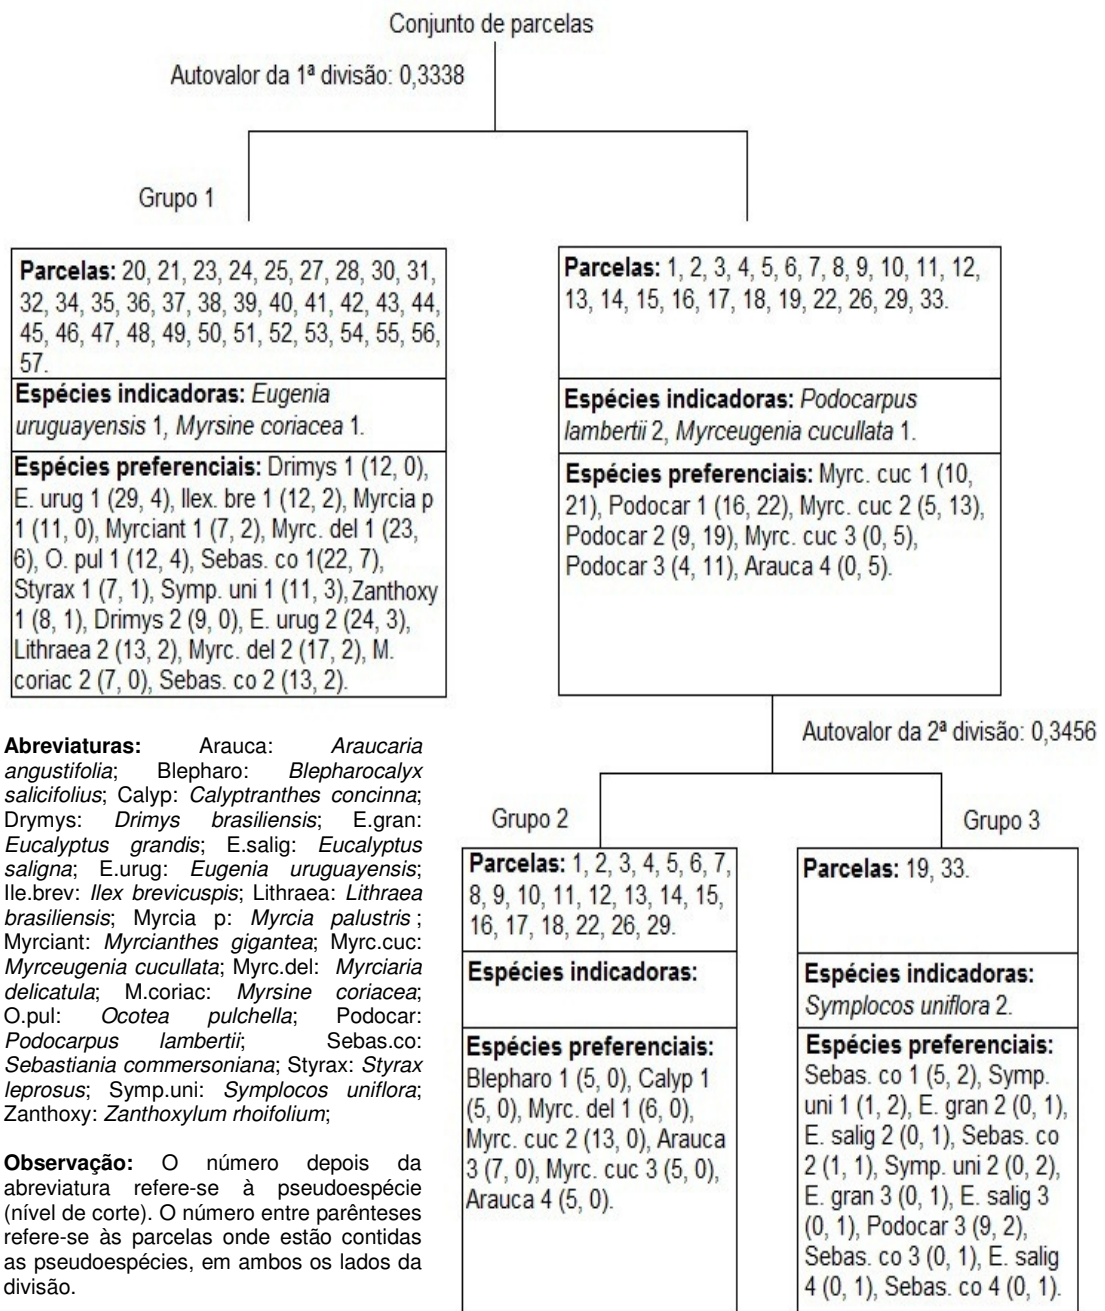 Conjunto de parcelas
Autovalor da 1ª divisão: 0,3338
Grupo 1
Parcelas: 20, 21, 23, 24, 25, 27, 28, 30, 31,
32, 34, 35, 36, 37, 38, 39, 40, 41, 42, 43, 44,
45, 46, 47, 48, 49, 50, 51, 52, 53, 54, 55, 56,
57.
Espécies indicadoras: Eugenia
uruguayensis 1, Myrsine coriacea 1.
Espécies preferenciais: Drimys 1 (12, 0),
E. urug 1 (29, 4), Ilex. bre 1 (12, 2), Myrcia p
1 (11, 0), Myrciant 1 (7, 2), Myrc. del 1 (23,
6), O. pul 1 (12, 4), Sebas. co 1(22, 7),
Styrax 1 (7, 1), Symp. uni 1 (11, 3), Zanthoxy
1 (8, 1), Drimys 2 (9, 0), E. urug 2 (24, 3),
Lithraea 2 (13, 2), Myrc. del 2 (17, 2), M.
coriac 2 (7, 0), Sebas. co 2 (13, 2).
Parcelas: 1, 2, 3, 4, 5, 6, 7, 8, 9, 10, 11, 12,
13, 14, 15, 16, 17, 18, 19, 22, 26, 29, 33.
Espécies indicadoras: Podocarpus
lambertii 2, Myrceugenia cucullata 1.
Espécies preferenciais: Myrc. cuc 1 (10,
21), Podocar 1 (16, 22), Myrc. cuc 2 (5, 13),
Podocar 2 (9, 19), Myrc. cuc 3 (0, 5),
Podocar 3 (4, 11), Arauca 4 (0, 5).
Autovalor da 2ª divisão: 0,3456
Grupo 2
Parcelas: 1, 2, 3, 4, 5, 6, 7,
8, 9, 10, 11, 12, 13, 14, 15,
16, 17, 18, 22, 26, 29.
Espécies indicadoras:
Espécies preferenciais:
Blepharo 1 (5, 0), Calyp 1
(5, 0), Myrc. del 1 (6, 0),
Myrc. cuc 2 (13, 0), Arauca
3 (7, 0), Myrc. cuc 3 (5, 0),
Arauca 4 (5, 0).
Grupo 3
Parcelas: 19, 33.
Espécies indicadoras:
Symplocos uniflora 2.
Espécies preferenciais:
Sebas. co 1 (5, 2), Symp.
uni 1 (1, 2), E. gran 2 (0, 1),
E. salig 2 (0, 1), Sebas. co
2 (1, 1), Symp. uni 2 (0, 2),
E. gran 3 (0, 1), E. salig 3
(0, 1), Podocar 3 (9, 2),
Sebas. co 3 (0, 1), E. salig
4 (0, 1), Sebas. co 4 (0, 1).
Abreviaturas: Arauca: Araucaria
angustifolia; Blepharo: Blepharocalyx
salicifolius; Calyp: Calyptranthes concinna;
Drymys: Drimys brasiliensis; E.gran:
Eucalyptus grandis; E.salig: Eucalyptus
saligna; E.urug: Eugenia uruguayensis;
Ile.brev: Ilex brevicuspis; Lithraea: Lithraea
brasiliensis; Myrcia p: Myrcia palustris ;
Myrciant: Myrcianthes gigantea; Myrc.cuc:
Myrceugenia cucullata; Myrc.del: Myrciaria
delicatula; M.coriac: Myrsine coriacea;
O.pul: Ocotea pulchella; Podocar:
Podocarpus lambertii; Sebas.co:
Sebastiania commersoniana; Styrax: Styrax
leprosus; Symp.uni: Symplocos uniflora;
Zanthoxy: Zanthoxylum rhoifolium;
Observação: O número depois da
abreviatura refere-se à pseudoespécie
(nível de corte). O número entre parênteses
refere-se às parcelas onde estão contidas
as pseudoespécies, em ambos os lados da
divisão.